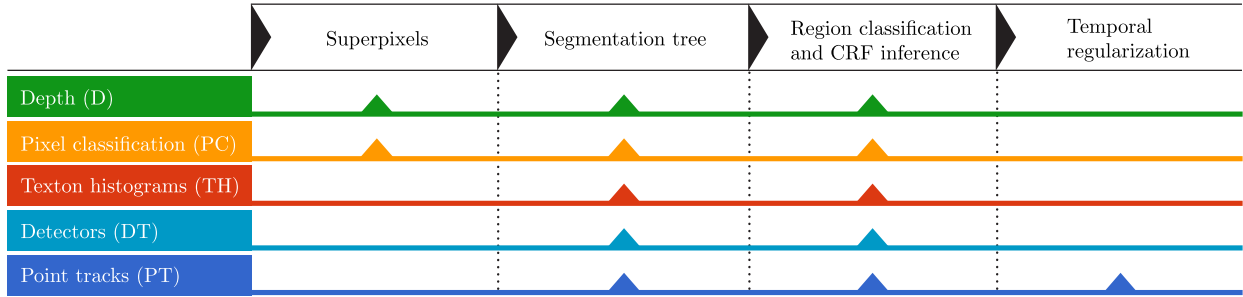 Superpixels
Segmentation tree
Region classification
and CRF inference
Temporal
regularization
Depth (D)
Pixel classification (PC)
Texton histograms (TH)
Detectors (DT)
Point tracks (PT)